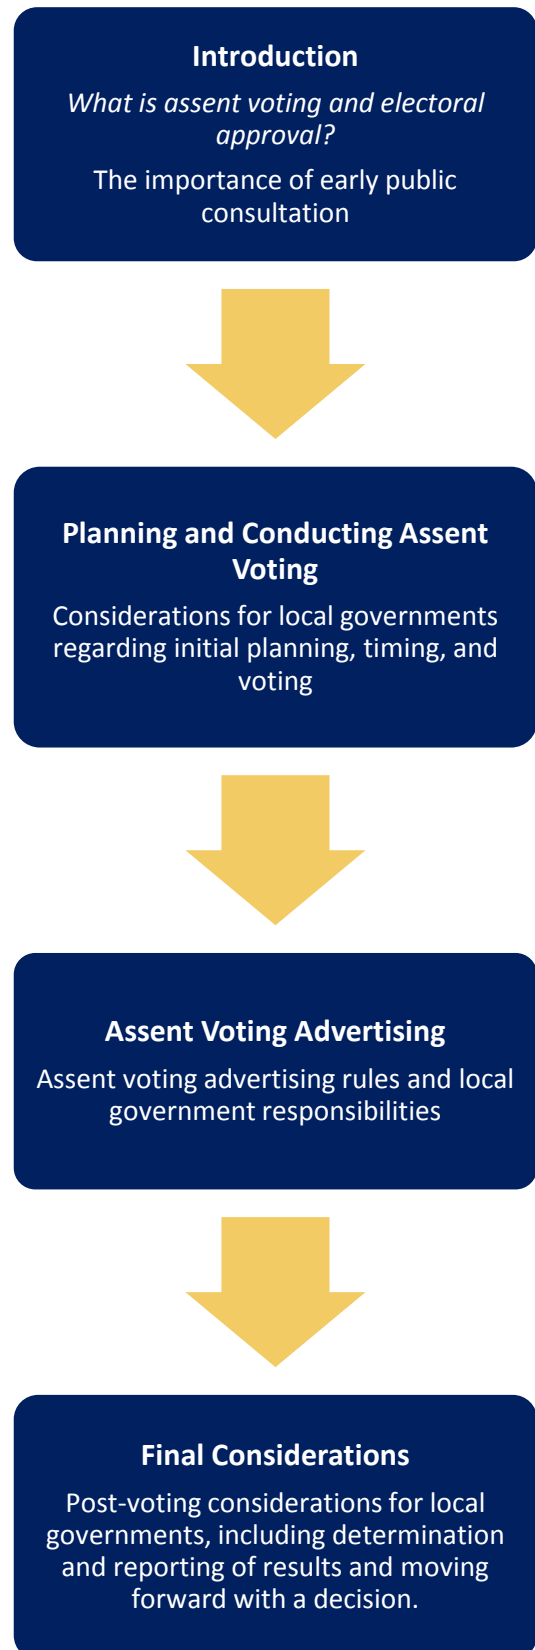 Introduction
What is assent voting and electoral
approval?
The importance of early public
consultation
Planning and Conducting Assent
Voting
Considerations for local governments
regarding initial planning, timing, and
voting
Assent Voting Advertising
Assent voting advertising rules and local
government responsibilities
Final Considerations
Post-voting considerations for local
governments, including determination
and reporting of results and moving
forward with a decision.